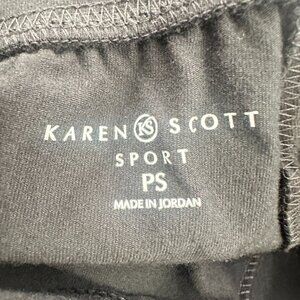 KAREN KS SCOTT
SPORT
PS
MADE IN JORDAN